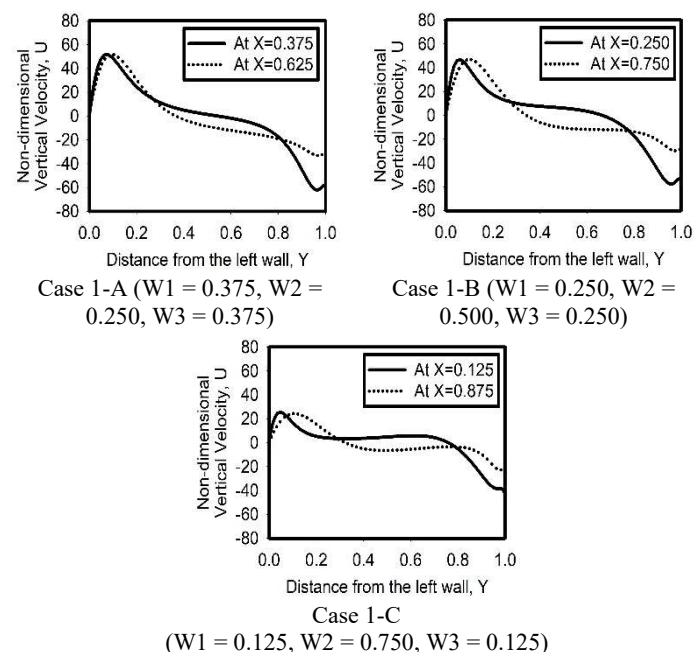 Non-dimensional
Vertical Velocity, U
80
60
40
20
0
-20
-40
-60
-80
At X=0.375
At X=0.625
0.0 0.2 0.4 0.6 0.8 1.0
Distance from the left wall, Y
Case 1-A (W1 = 0.375, W2 =
0.250, W3 = 0.375)
Non-dimensional
Vertical Velocity, U
80
60
40
20
0
-20
-40
-60
-80
At X=0.250
At X=0.750
0.0 0.2 0.4 0.6 0.8 1.0
Distance from the left wall, Y
Case 1-B (W1 = 0.250, W2 =
0.500, W3 = 0.250)
Non-dimensional
Vertical Velocity, U
80
60
40
20
0
-20
-40
-60
-80
At X=0.125
At X=0.875
0.0 0.2 0.4 0.6 0.8 1.0
Distance from the left wall, Y
Case 1-C
(W1 = 0.125, W2 = 0.750, W3 = 0.125)